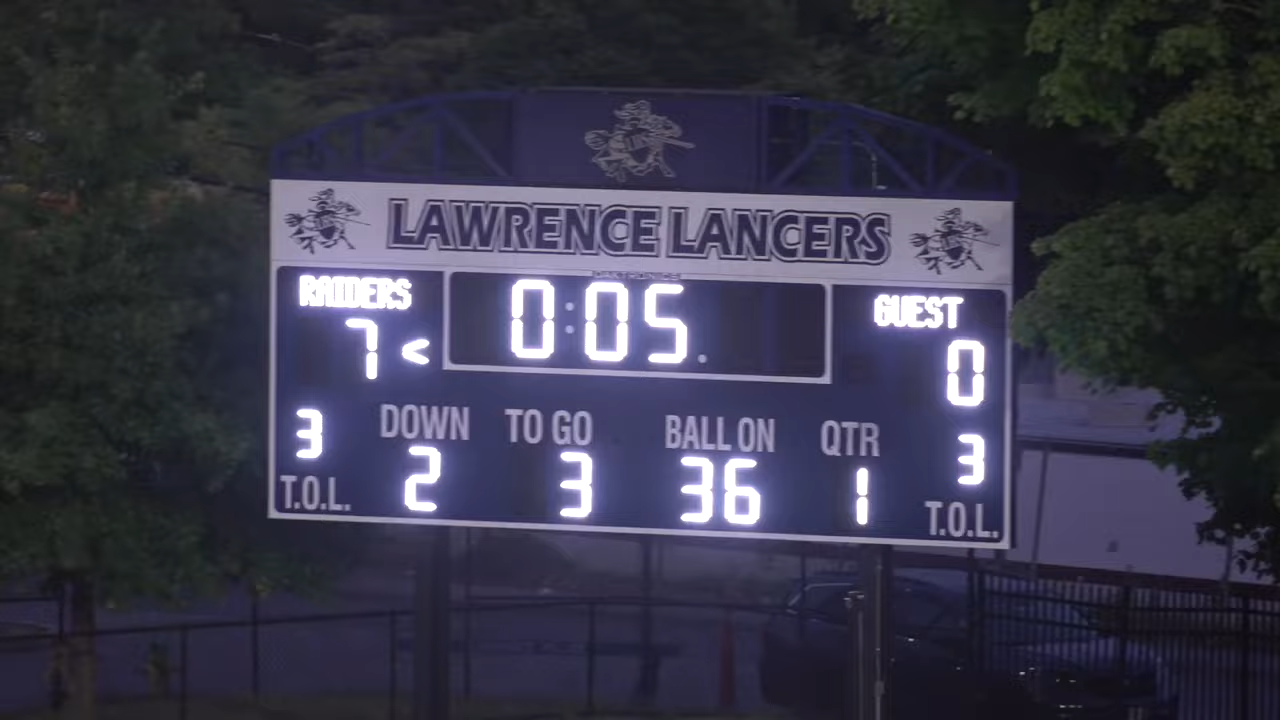 LAWRENCE LANCERS
DAKTRONICS
RAIDERS 0:05 GUEST
7 < 0
DOWN TO GO BALL ON QTR
3 2 3 36 1 3
T.O.L. T.O.L.